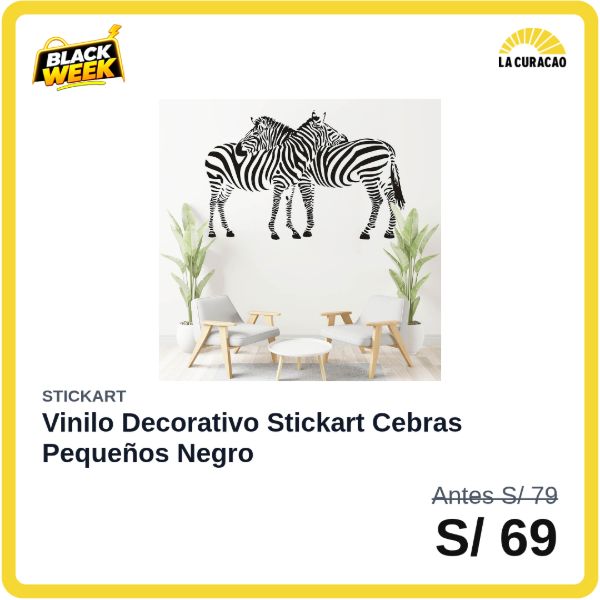 BLACK
WEEK
LA CURACAO
STICKART
Vinilo Decorativo Stickart Cebras
Pequeños Negro
Antes S/ 79
S/ 69